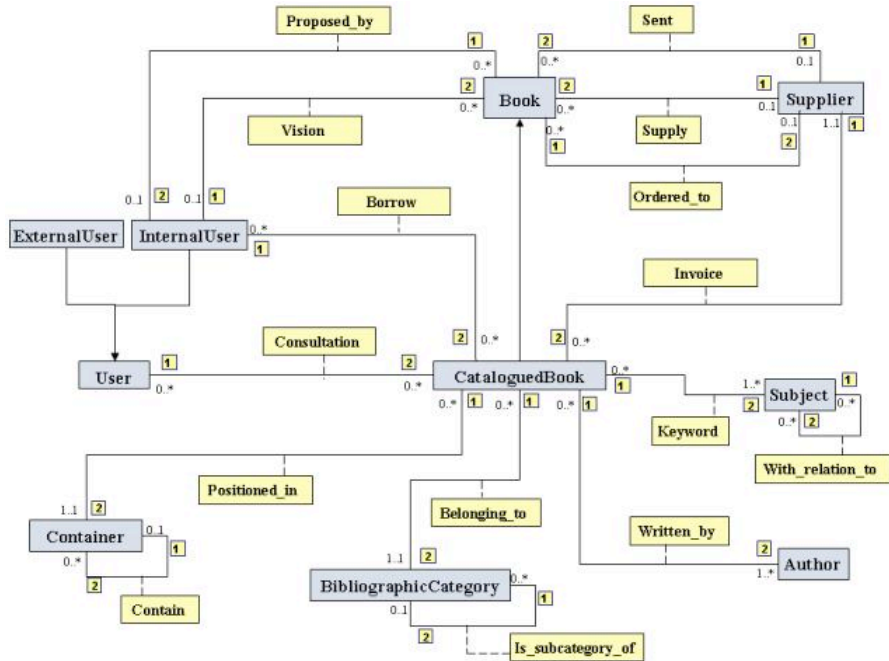 Proposed_by
Sent
1
2
1
0..*
0..*
0..1
2
Book
2
1
Supplier
0..*
0..*
0..1
0..1
1..1
1
Vision
Supply
0..*
1
2
Ordered_to
0..1
2
0..1
1
Borrow
ExternalUser
InternalUser
0..*
1
Invoice
Consultation
2
0..*
2
0..*
User
1
0..*
2
0..*
CataloguedBook
0..*
1
1..*
2
Subject
1
0..*
0..*
2
Keyword
With_relation_to
0..*
1
0..*
1
0..*
1
Positioned_in
Belonging_to
Written_by
1..1
2
Container
0..1
1
0..*
2
Contain
1..1
2
BibliographicCategory
0..*
1
0..1
2
Is_subcategory_of
2
1..*
Author